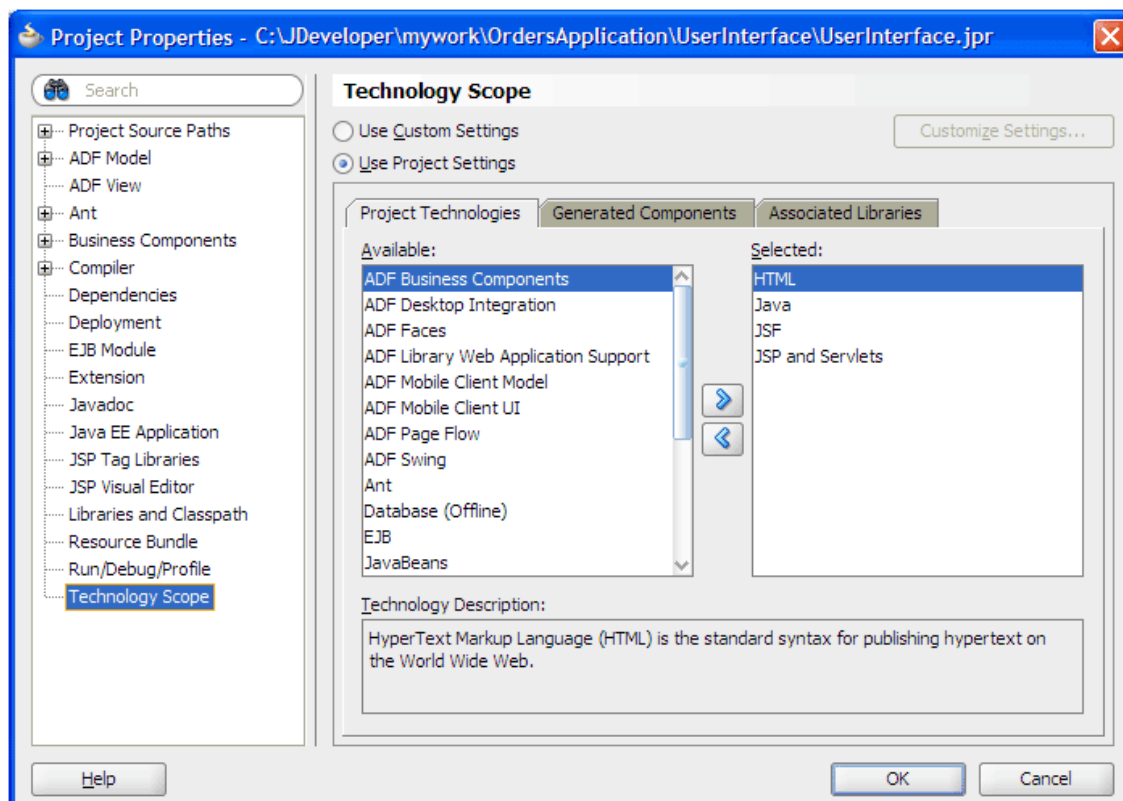 Project Properties - C:\JDeveloper\mywork\OrdersApplication\UserInterface\UserInterface.jpr
Search
Project Source Paths
ADF Model
ADF View
Ant
Business Components
Compiler
Dependencies
Deployment
EJB Module
Extension
Javadoc
Java EE Application
JSP Tag Libraries
JSP Visual Editor
Libraries and Classpath
Resource Bundle
Run/Debug/Profile
Technology Scope
Technology Scope
Use Custom Settings
Customize Settings...
Use Project Settings
Project Technologies
Generated Components
Associated Libraries
Available:
ADF Business Components
ADF Desktop Integration
ADF Faces
ADF Library Web Application Support
ADF Mobile Client Model
ADF Mobile Client UI
ADF Page Flow
ADF Swing
Ant
Database (Offline)
EJB
JavaBeans
Selected:
HTML
Java
JSF
JSP and Servlets
Technology Description:
HyperText Markup Language (HTML) is the standard syntax for publishing hypertext on
the World Wide Web.
Help
OK
Cancel